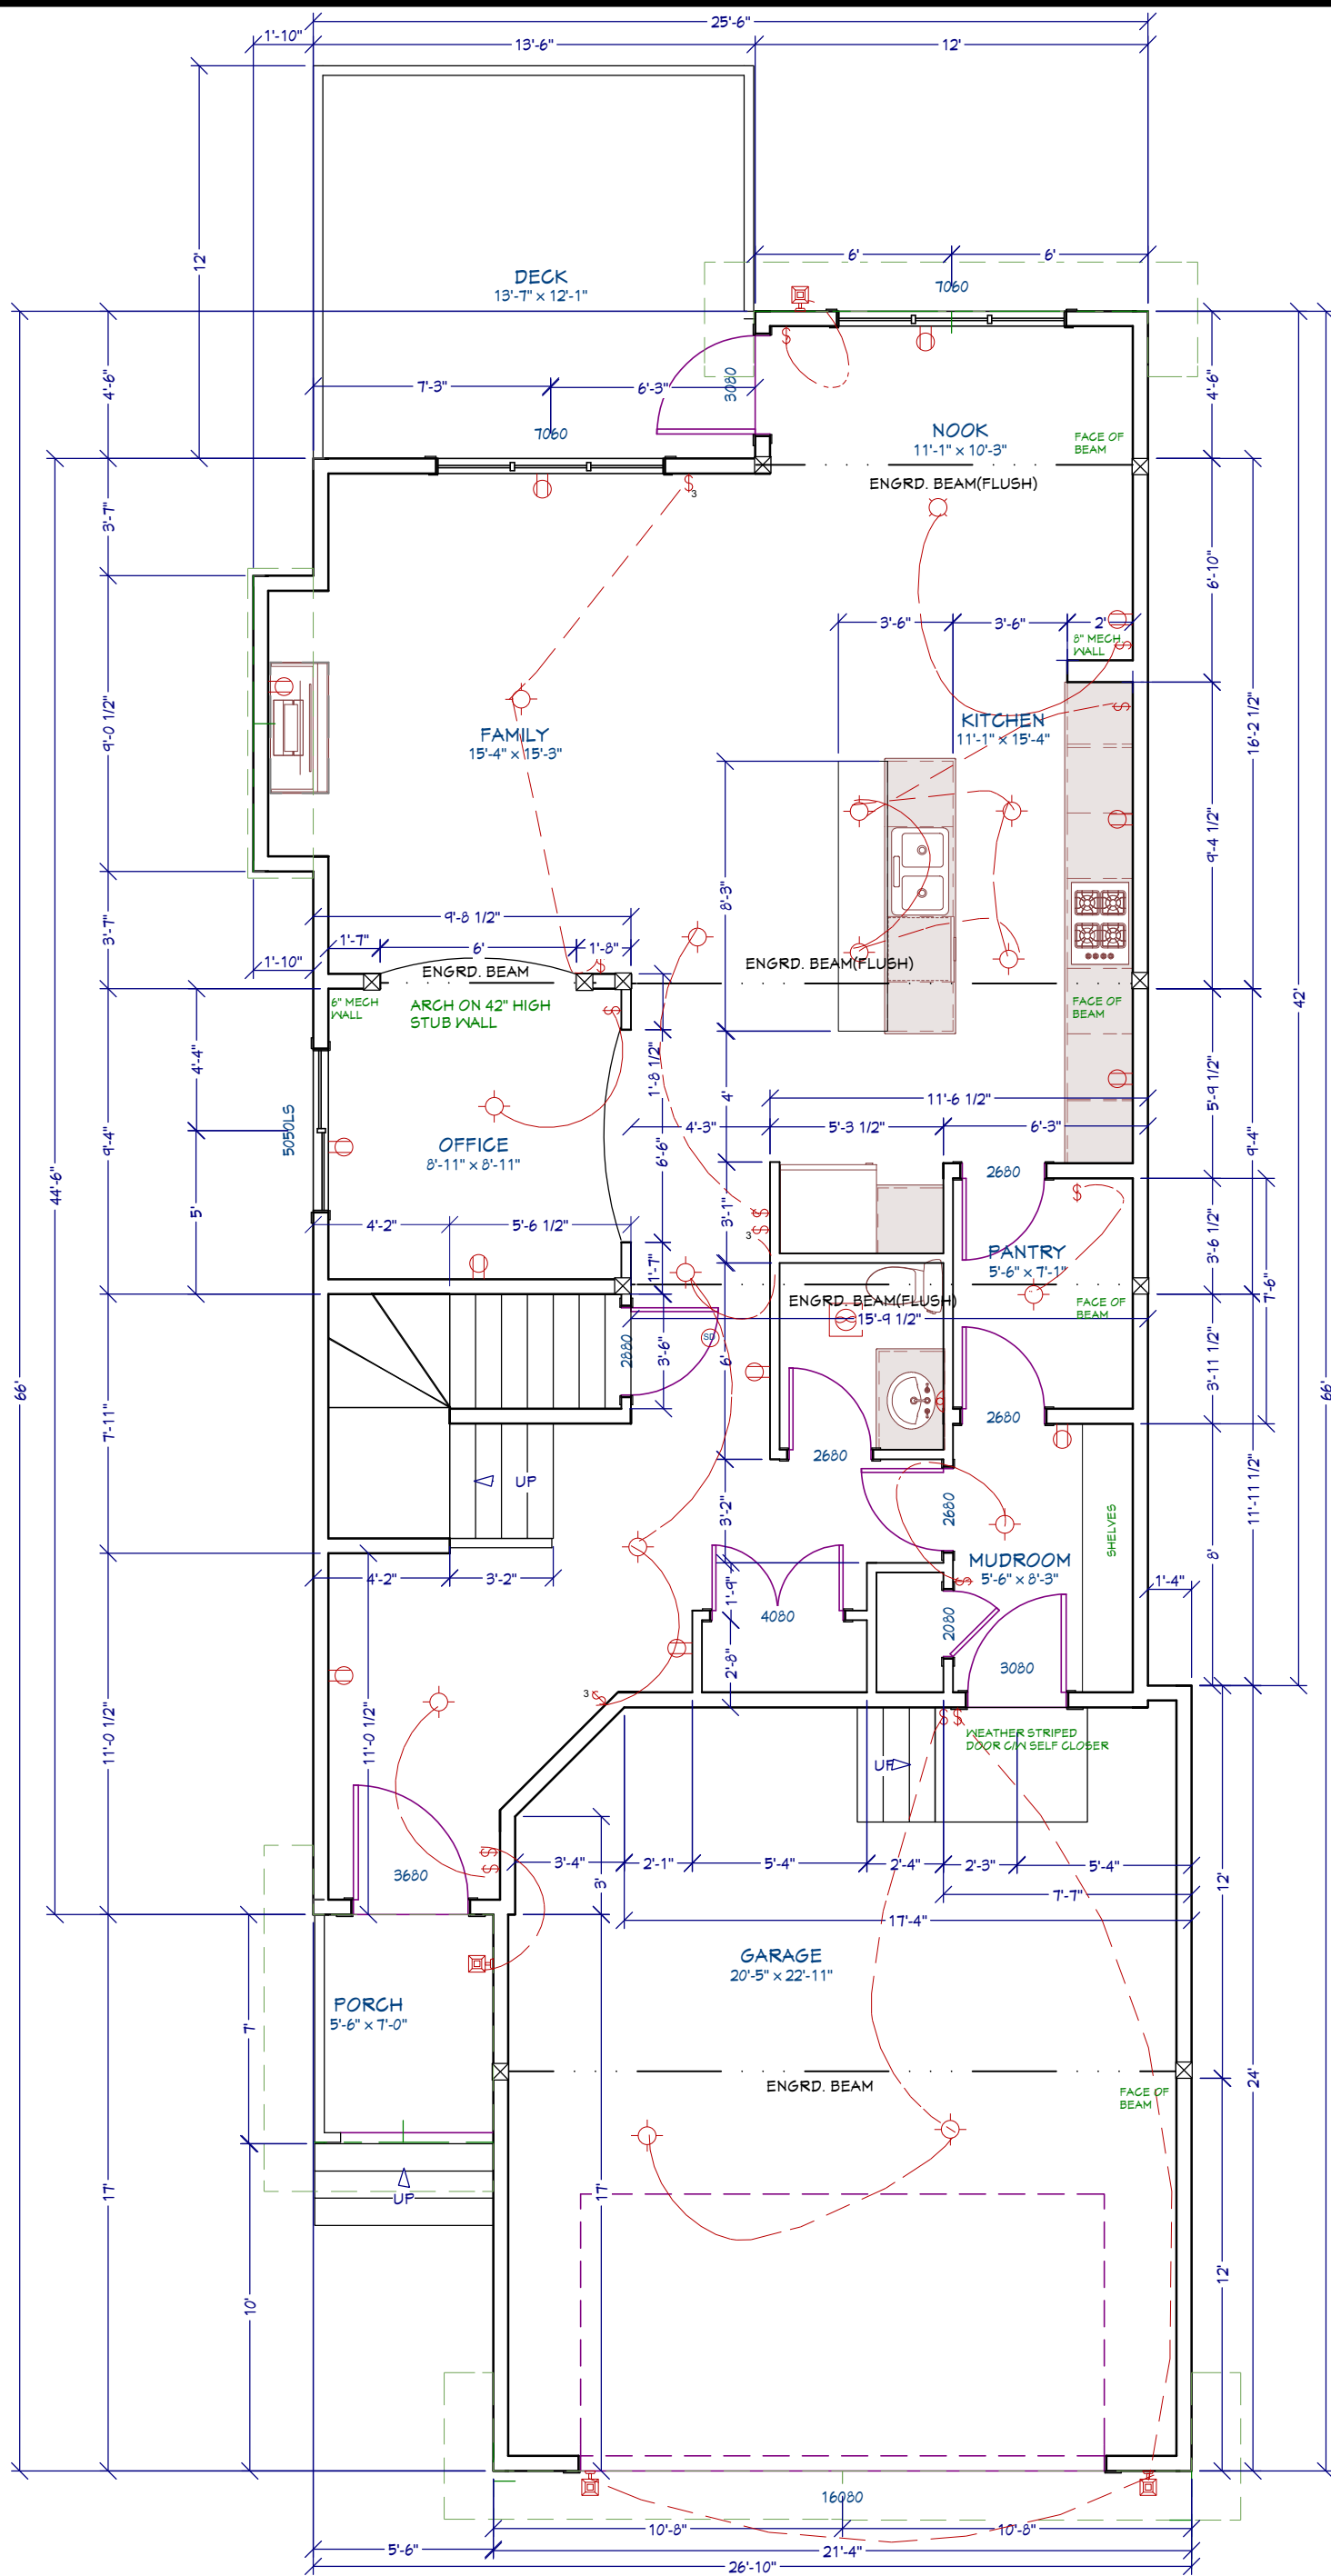 25'-6"
1'-10"
13'-6"
12'
12'
DECK
13'-7" x 12'-1"
6'
6'
7060
4'-6"
7'-3"
6'-3"
3080
7060
NOOK
11'-1" x 10'-3"
FACE OF
BEAM
4'-6"
ENGRD. BEAM(FLUSH)
3
3'-7"
6'-10"
3'-6"
3'-6"
2'
8" MECH.
WALL
9'-0 1/2"
FAMILY
15'-4" x 15'-3"
KITCHEN
11'-1" x 15'-4"
16'-2 1/2"
42'
8'-3"
9'-4 1/2"
3'-7"
9'-8 1/2"
1'-7"
6'
1'-8"
1'-10"
ENGRD. BEAM
ENGRD. BEAM(FLUSH)
6" MECH
WALL
ARCH ON 42" HIGH
STUB WALL
FACE OF
BEAM
4'-4"
1'-8 1/2"
4'
5'-9 1/2"
11'-6 1/2"
4'-3"
5'-3 1/2"
6'-3"
5050LS
OFFICE
8'-11" x 8'-11"
9'-4"
6'-6"
9'-4"
44'-6"
2680
5'
4'-2"
5'-6 1/2"
3'-1"
3
3'-6 1/2"
PANTRY
5'-6" x 7'-1"
1'-7"
7'-6"
ENGRD. BEAM(FLUSH)
FACE OF
BEAM
15'-9 1/2"
SD
2880
3'-6"
6'
3'-11 1/2"
66'
66'
7'-11"
2680
2680
UP
3'-2"
2680
SHELVES
11'-11 1/2"
8'
MUDROOM
5'-6" x 8'-3"
4'-2"
3'-2"
1'-9"
1'-4"
4080
2080
2'-8"
3080
3
11'-0 1/2"
11'-0 1/2"
WEATHER STRIPED
DOOR C/W SELF CLOSER
UP
3680
3'-4"
2'-1"
5'-4"
2'-4"
2'-3"
5'-4"
3'
7'-7"
12'
17'-4"
GARAGE
20'-5" x 22'-11"
PORCH
5'-6" x 7'-0"
7'
ENGRD. BEAM
FACE OF
BEAM
24'
UP
17'
17'
10'
12'
16080
10'-8"
10'-8"
5'-6"
21'-4"
26'-10"